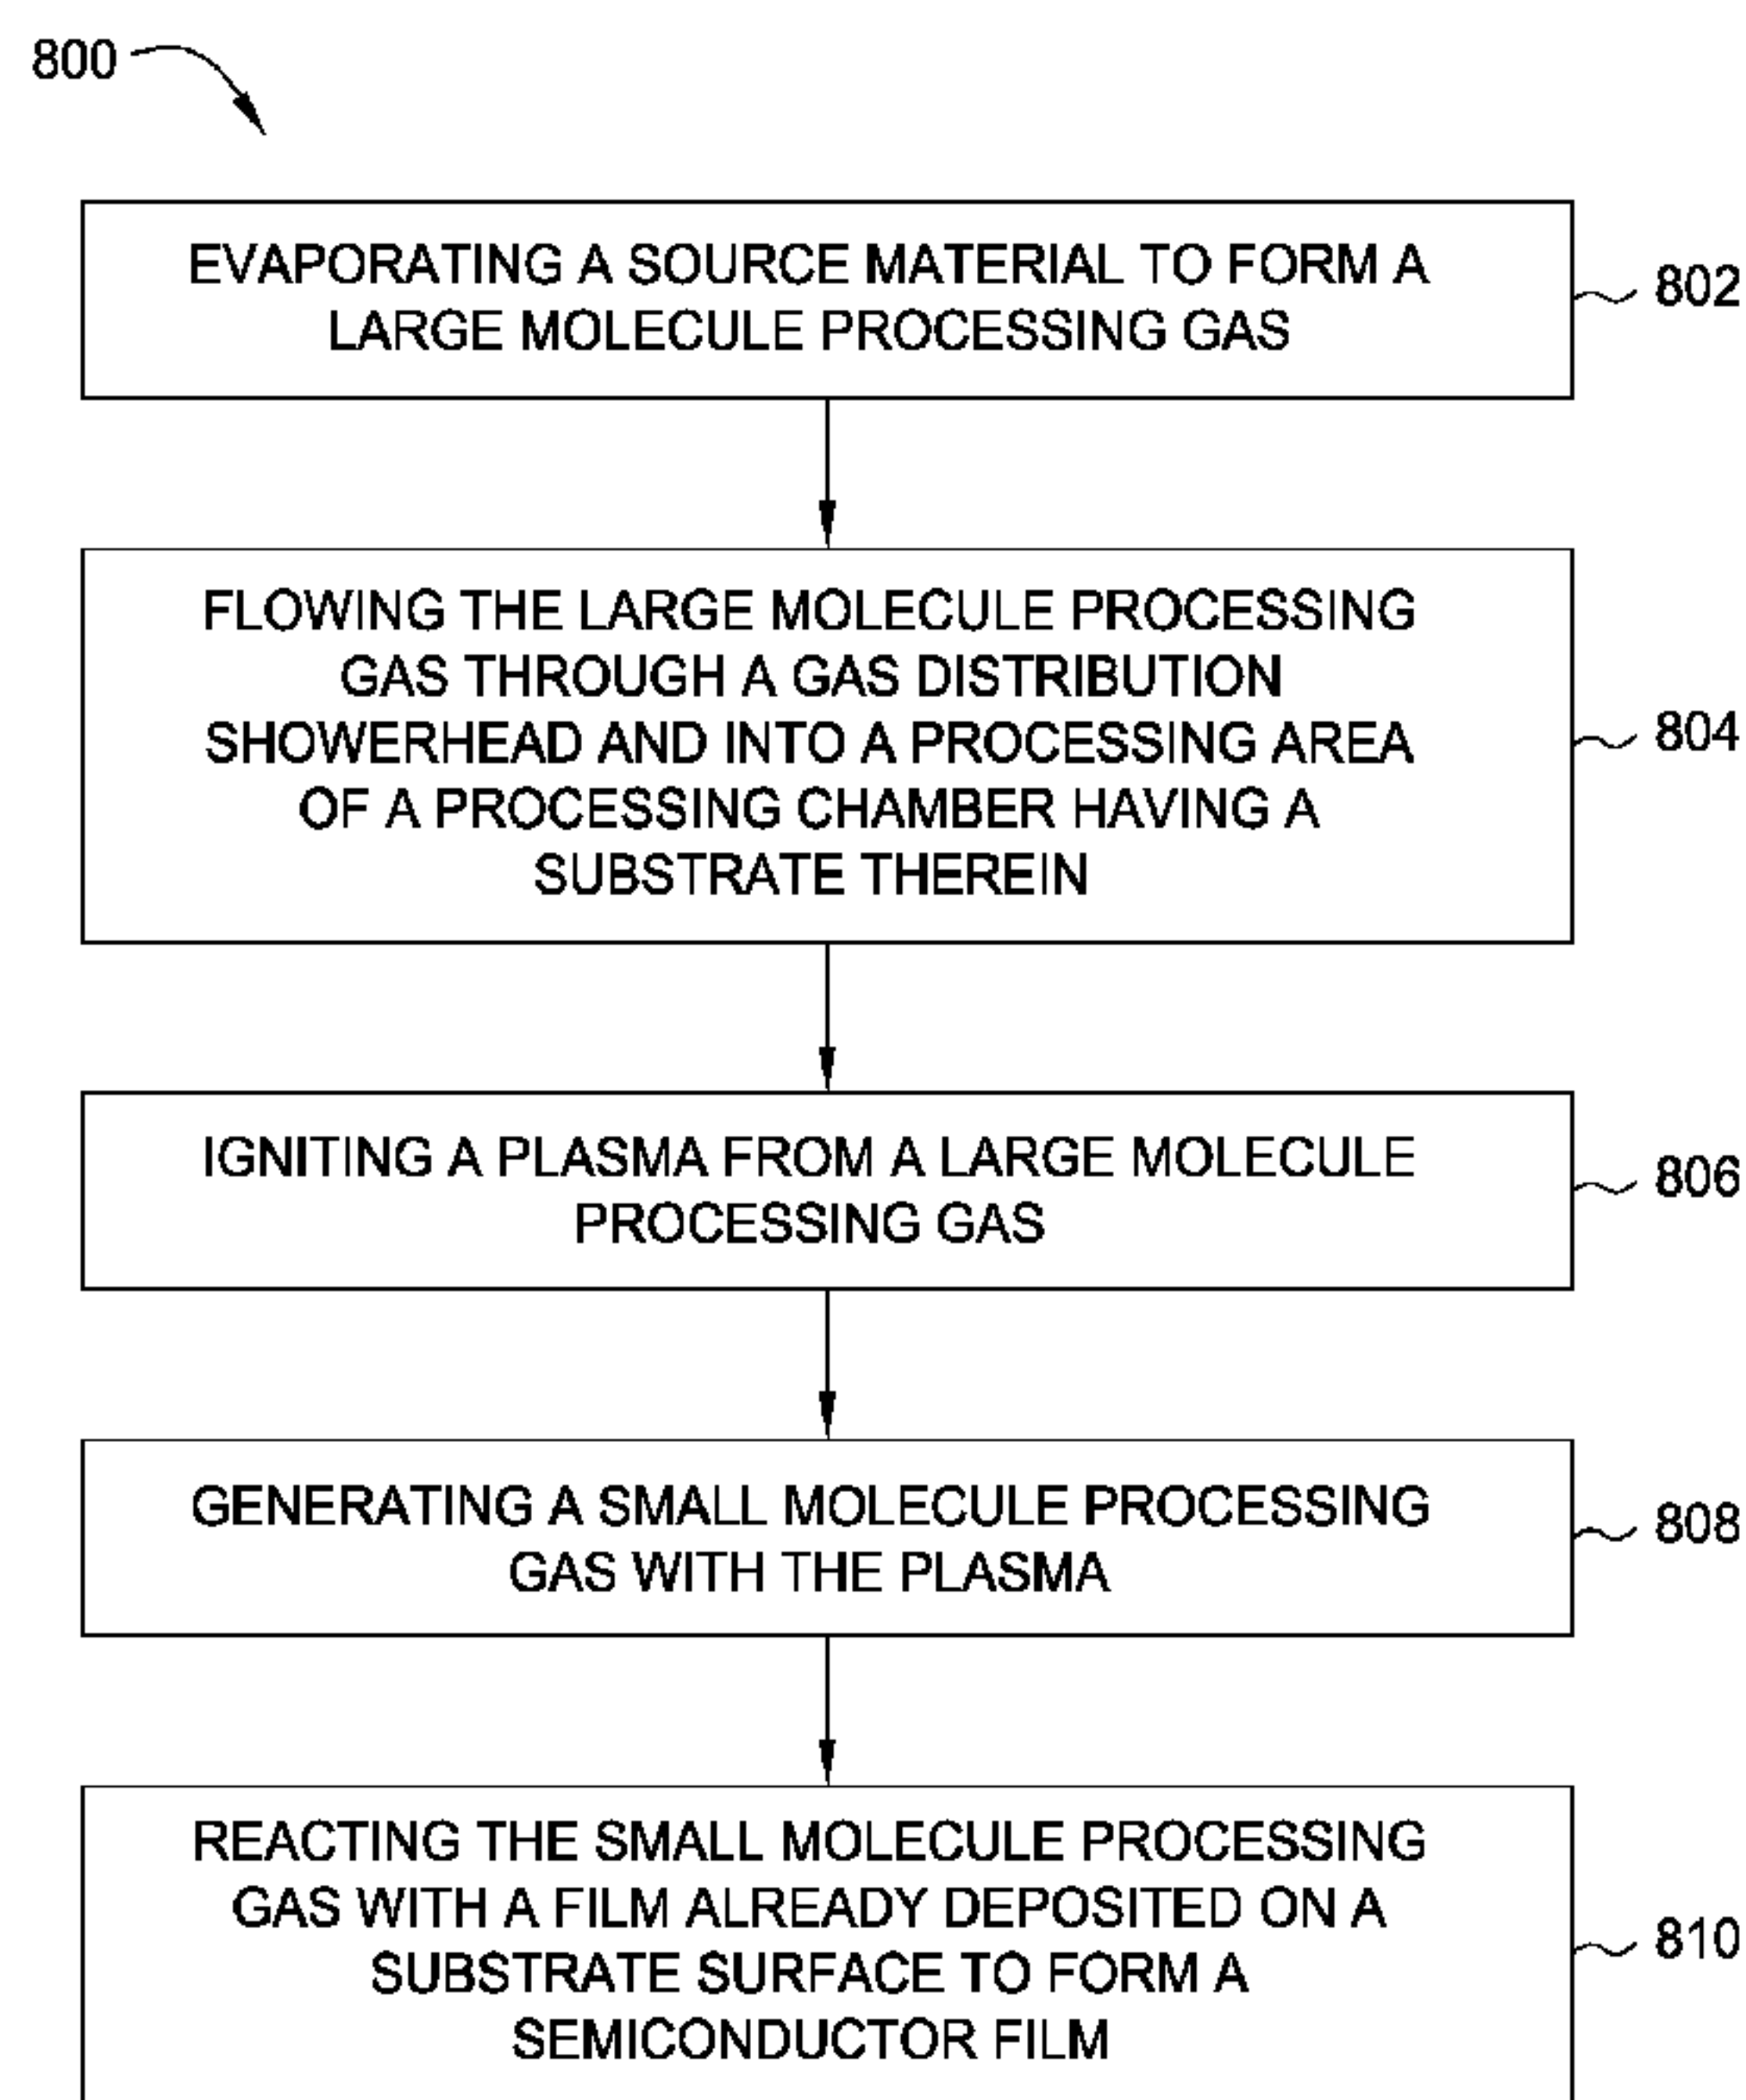 800
EVAPORATING A SOURCE MATERIAL TO FORM A
LARGE MOLECULE PROCESSING GAS
802
FLOWING THE LARGE MOLECULE PROCESSING
GAS THROUGH A GAS DISTRIBUTION
SHOWERHEAD AND INTO A PROCESSING AREA
OF A PROCESSING CHAMBER HAVING A
SUBSTRATE THEREIN
804
IGNITING A PLASMA FROM A LARGE MOLECULE
PROCESSING GAS
806
GENERATING A SMALL MOLECULE PROCESSING
GAS WITH THE PLASMA
808
REACTING THE SMALL MOLECULE PROCESSING
GAS WITH A FILM ALREADY DEPOSITED ON A
SUBSTRATE SURFACE TO FORM A
SEMICONDUCTOR FILM
810